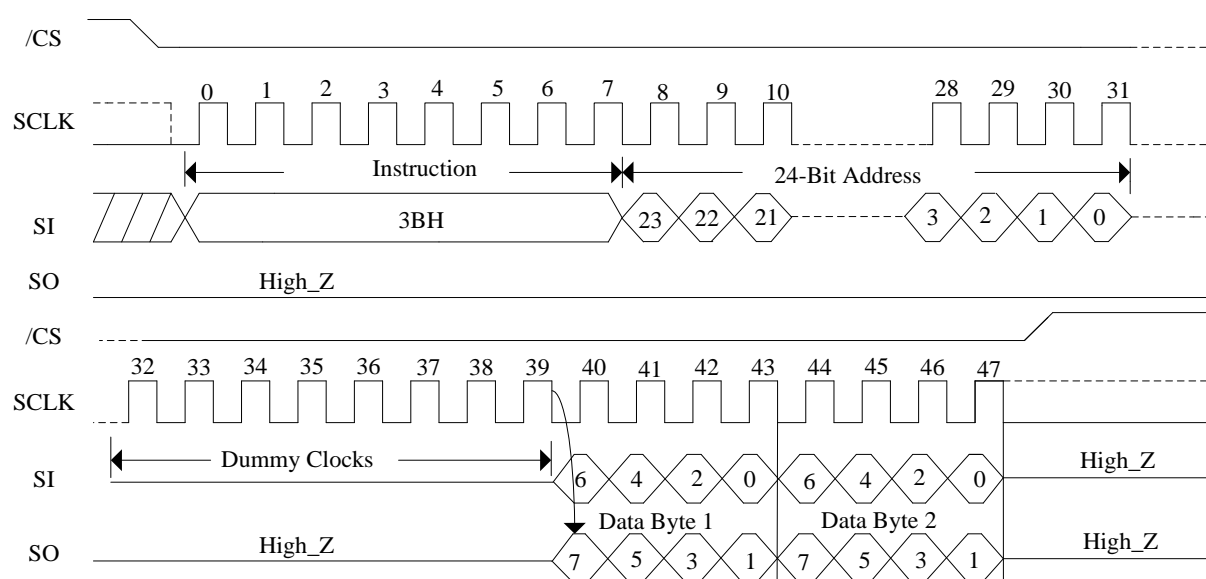 /CS
0 1 2 3 4 5 6 7 8 9 10 28 29 30 31
SCLK
Instruction 24-Bit Address
SI 3BH 23 22 21 3 2 1 0
SO High_Z
/CS
32 33 34 35 36 37 38 39 40 41 42 43 44 45 46 47
SCLK
Dummy Clocks
SI 6 4 2 0 6 4 2 0 High_Z
Data Byte 1 Data Byte 2
SO High_Z 7 5 3 1 7 5 3 1 High_Z